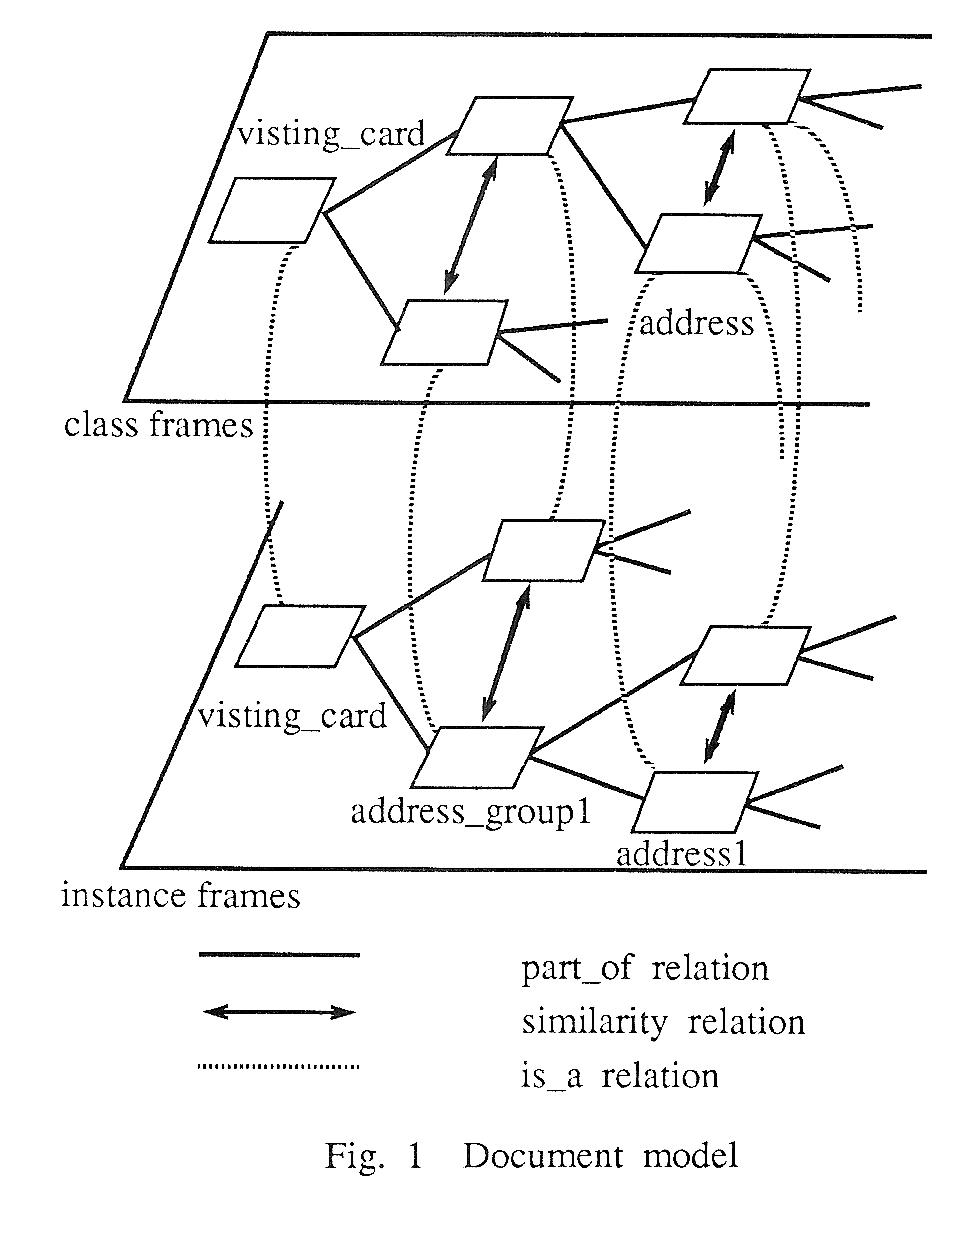 visting_card
address
class frames
visting_card
address_group1
address1
instance frames
part_of relation
similarity relation
is_a relation
Fig. 1 Document model